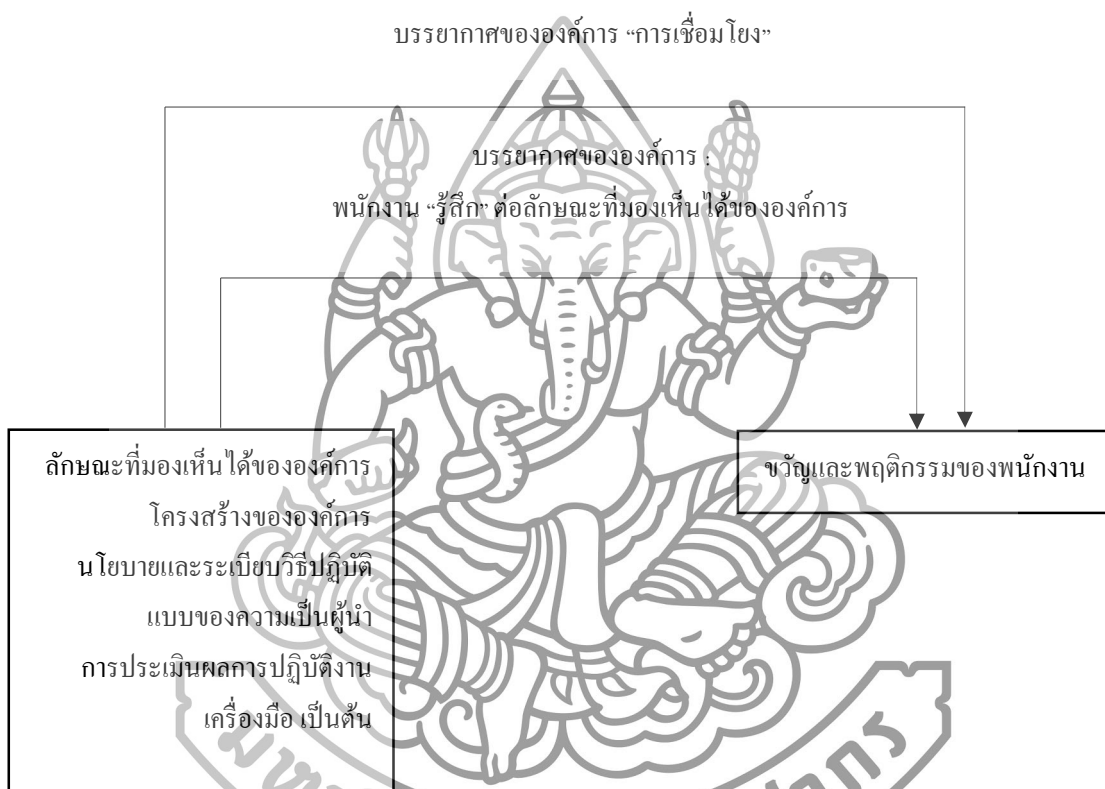 บรรยากาศขององค์การ “การเชื่อมโยง”
บรรยากาศขององค์การ :
พนักงาน “รู้สึก” ต่อลักษณะที่มองเห็นได้ขององค์การ
ลักษณะที่มองเห็นได้ขององค์การ
โครงสร้างขององค์การ
นโยบายและระเบียบวิธีปฏิบัติ
แบบของความเป็นผู้นำ
การประเมินผลการปฏิบัติงาน
เครื่องมือ เป็นต้น
ขวัญและพฤติกรรมของพนักงาน